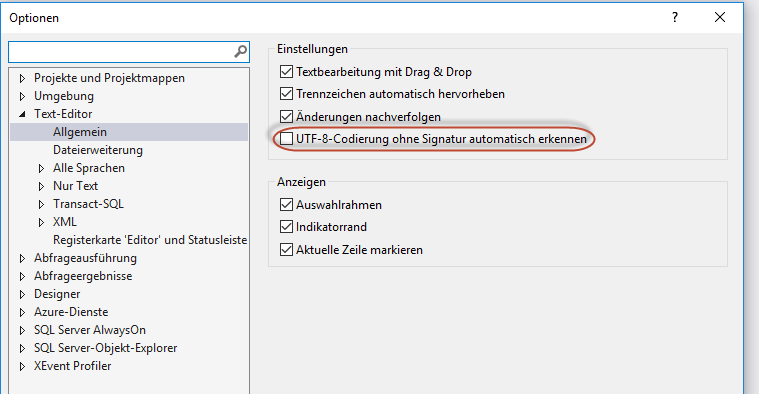 Optionen
Projekte und Projektmappen
Umgebung
Text-Editor
Allgemein
Dateierweiterung
Alle Sprachen
Nur Text
Transact-SQL
XML
Registerkarte 'Editor' und Statusleiste
Abfrageausführung
Abfrageergebnisse
Designer
Azure-Dienste
SQL Server AlwaysOn
SQL Server-Objekt-Explorer
XEvent Profiler
Einstellungen
Textbearbeitung mit Drag & Drop
Trennzeichen automatisch hervorheben
Änderungen nachverfolgen
UTF-8-Codierung ohne Signatur automatisch erkennen
Anzeigen
Auswahlrahmen
Indikatorrand
Aktuelle Zeile markieren